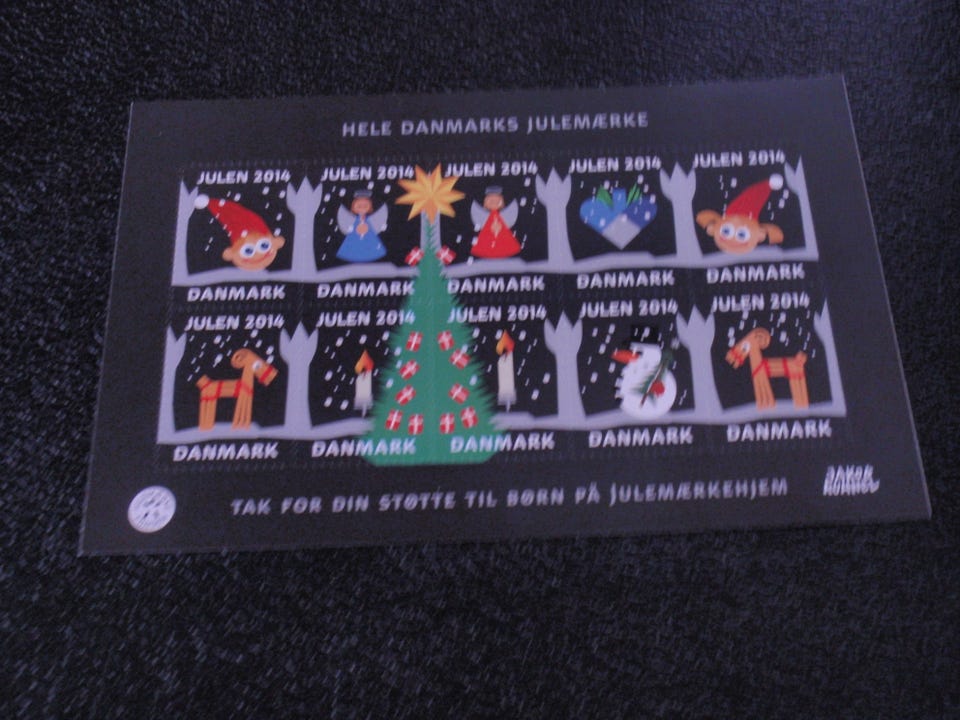 HELE DANMARKS JULEMÆRKE
JULEN 2014 JULEN 2014 JULEN 2014 JULEN 2014 JULEN 2014
DANMARK DANMARK DANMARK DANMARK DANMARK
JULEN 2014 JULEN 2014 JULEN 2014 JULEN 2014 JULEN 2014
DANMARK DANMARK DANMARK DANMARK DANMARK
TAK FOR DIN STØTTE TIL BØRN PÅ JULEMÆRKEHJEM
JAKOB